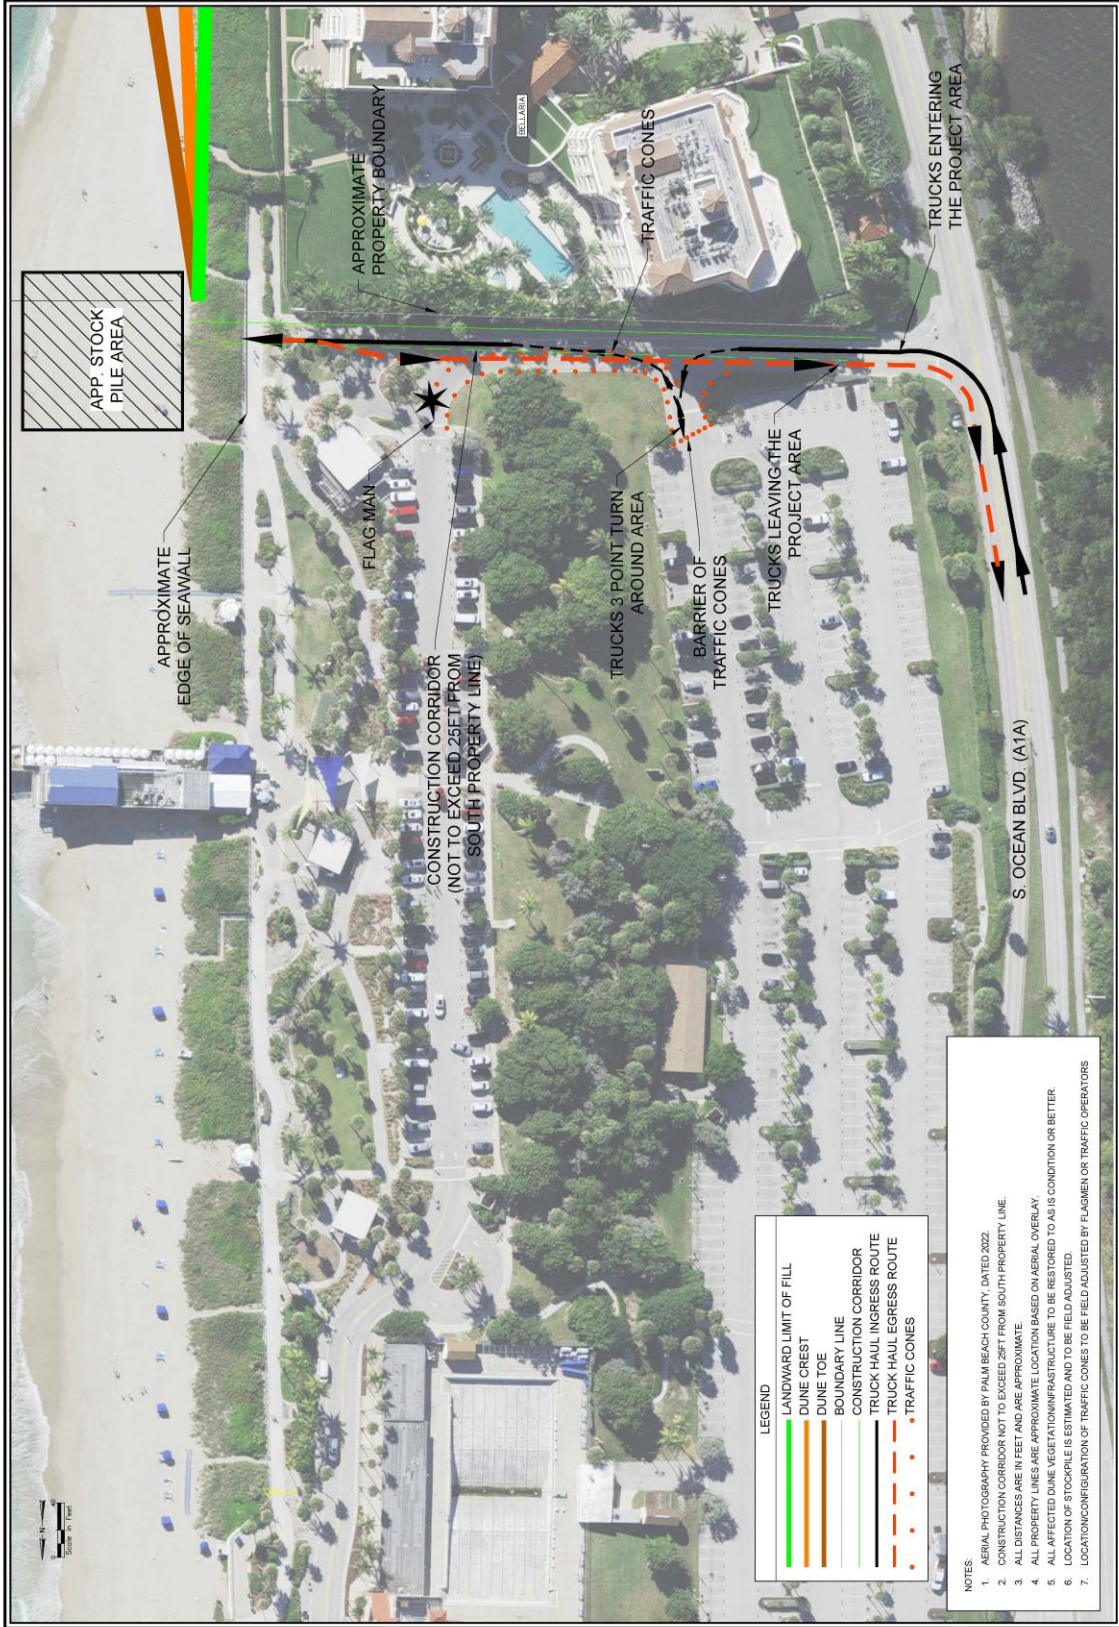 APP. STOCK
PILE AREA
APPROXIMATE
EDGE OF SEAWALL
APPROXIMATE
PROPERTY BOUNDARY
BELLARIA
TRAFFIC CONES
TRUCKS ENTERING
THE PROJECT AREA
FLAG MAN
CONSTRUCTION CORRIDOR
(NOT TO EXCEED 25FT FROM
SOUTH PROPERTY LINE)
TRUCKS 3 POINT TURN
AROUND AREA
BARRIER OF
TRAFFIC CONES
TRUCKS LEAVING THE
PROJECT AREA
S. OCEAN BLVD. (A1A)
N
0 40
Scale in Feet
LEGEND
LANDWARD LIMIT OF FILL
DUNE CREST
DUNE TOE
BOUNDARY LINE
CONSTRUCTION CORRIDOR
TRUCK HAUL INGRESS ROUTE
TRUCK HAUL EGRESS ROUTE
TRAFFIC CONES
NOTES:
1. AERIAL PHOTOGRAPHY PROVIDED BY PALM BEACH COUNTY, DATED 2022.
2. CONSTRUCTION CORRIDOR NOT TO EXCEED 25FT FROM SOUTH PROPERTY LINE.
3. ALL DISTANCES ARE IN FEET AND ARE APPROXIMATE.
4. ALL PROPERTY LINES ARE APPROXIMATE LOCATION BASED ON AERIAL OVERLAY.
5. ALL AFFECTED DUNE VEGETATION/INFRASTRUCTURE TO BE RESTORED TO AS IS CONDITION OR BETTER.
6. LOCATION OF STOCKPILE IS ESTIMATED AND TO BE FIELD ADJUSTED.
7. LOCATION/CONFIGURATION OF TRAFFIC CONES TO BE FIELD ADJUSTED BY FLAGMEN OR TRAFFIC OPERATORS